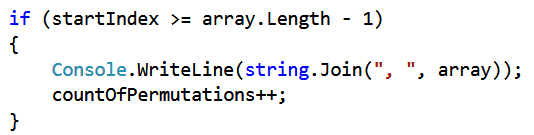 if (startIndex >= array.Length - 1)
{
    Console.WriteLine(string.Join(", ", array));
    countOfPermutations++;
}